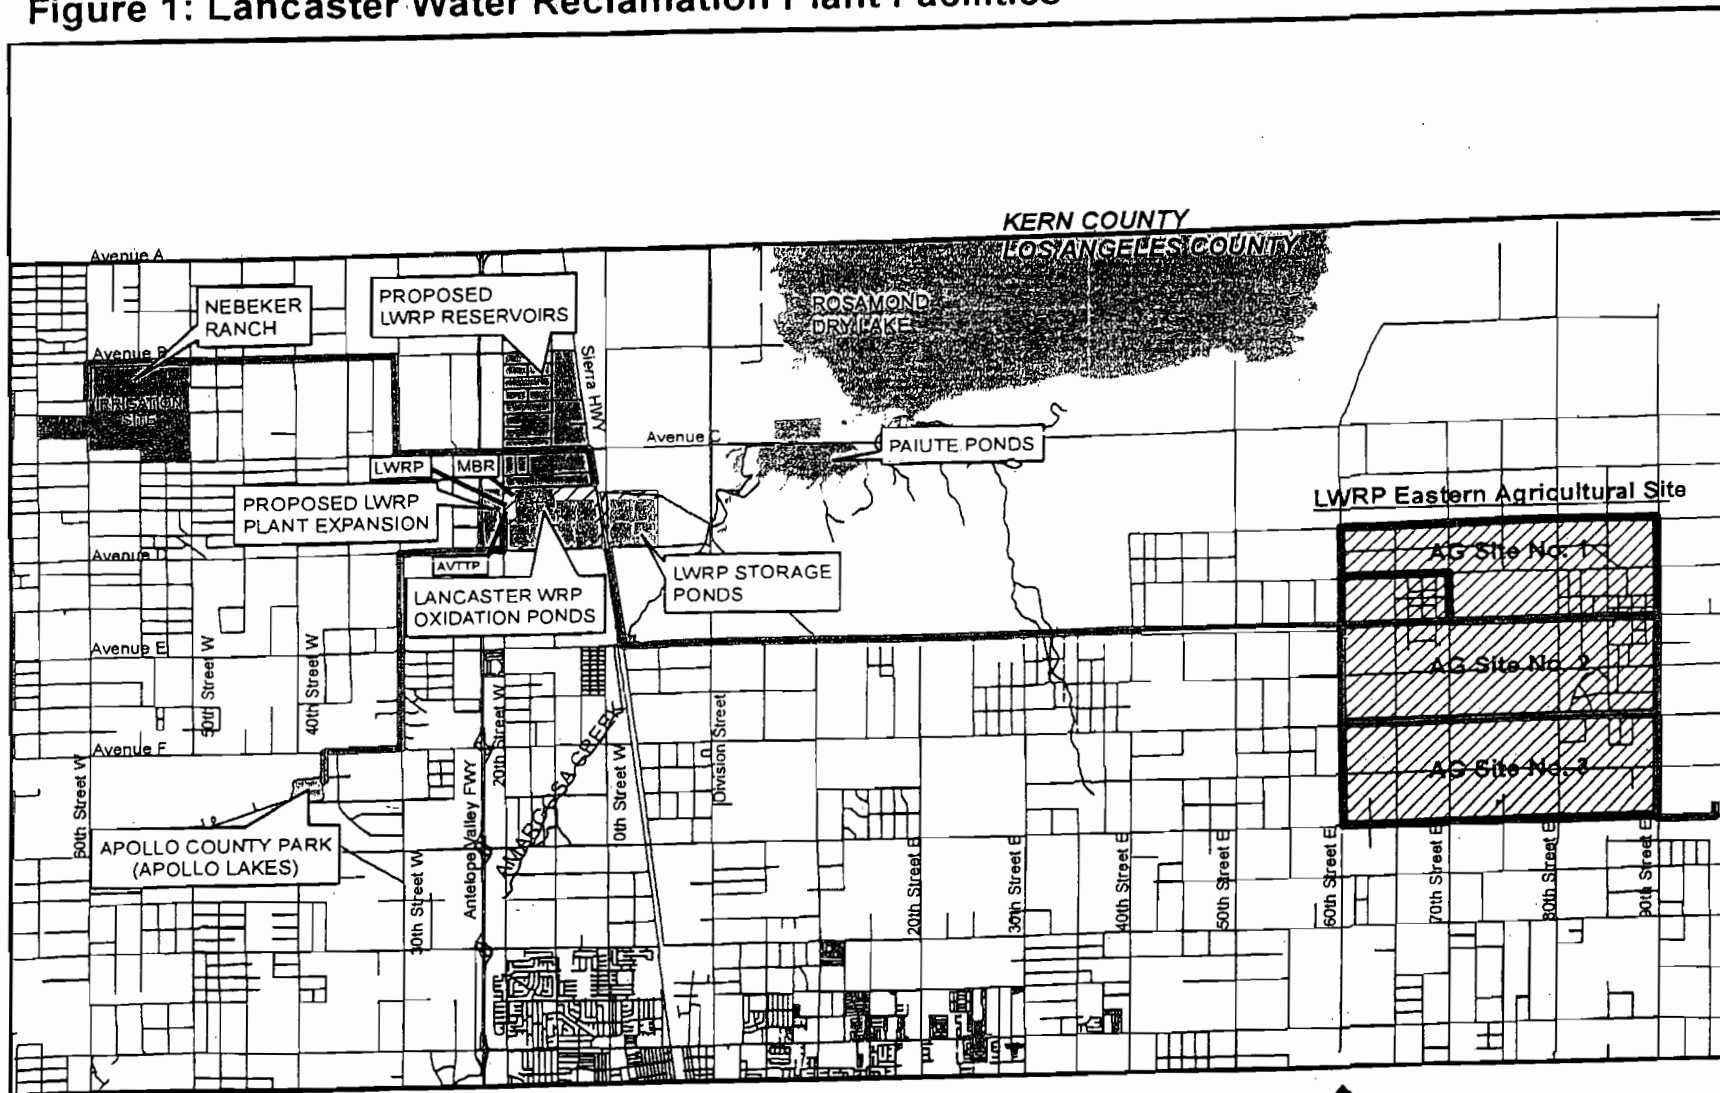 Figure 1: Lancaster Water Reclamation Plant Facilities
KERN COUNTY
LOS ANGELES COUNTY
Avenue A
NEBEKER
RANCH
PROPOSED
LWRP RESERVOIRS
ROSAMOND
DRY LAKE
Avenue B
IRRIGATION
SITE
Sierra HWY
Avenue C
PAIUTE PONDS
LWRP
MBR
PROPOSED LWRP
PLANT EXPANSION
LWRP Eastern Agricultural Site
AG Site No. 1
Avenue D
AVTTP
LANCASTER WRP
OXIDATION PONDS
LWRP STORAGE
PONDS
Avenue E
50th Street W
40th Street W
AG Site No. 2
20th Street W
AMARGOSA CREEK
Division Street
Avenue F
60th Street W
Antelope Valley FWY
0th Street W
AG Site No. 3
APOLLO COUNTY PARK
(APOLLO LAKES)
30th Street W
20th Street E
30th Street E
40th Street E
50th Street E
60th Street E
70th Street E
80th Street E
90th Street E